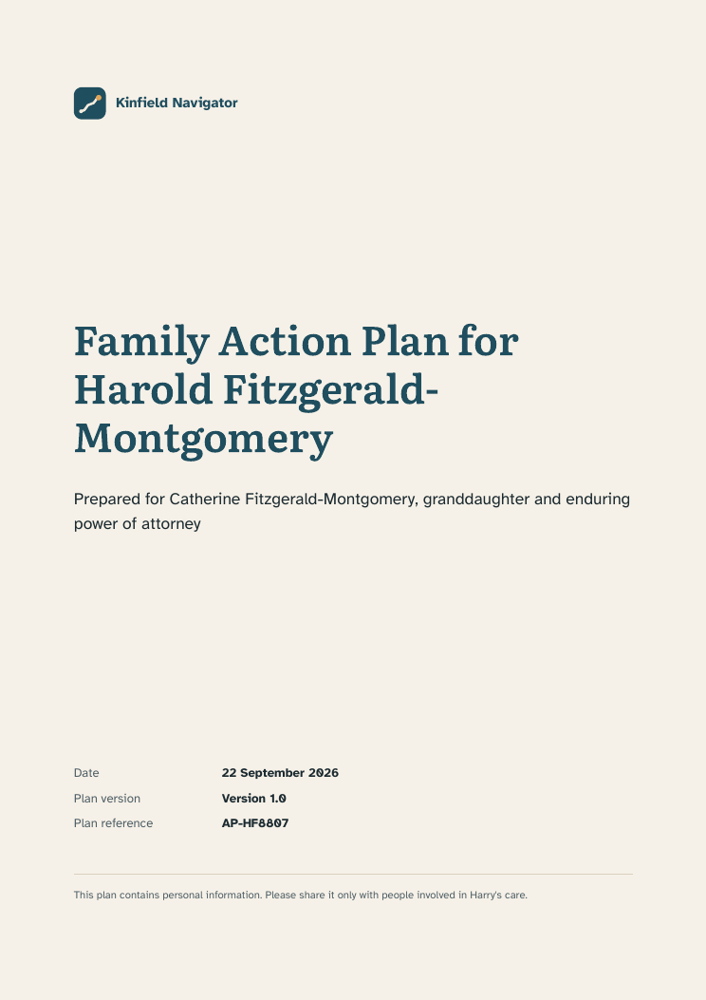 Kinfield Navigator
Family Action Plan for
Harold Fitzgerald-
Montgomery
Prepared for Catherine Fitzgerald-Montgomery, granddaughter and enduring
power of attorney
Date 22 September 2026
Plan version Version 1.0
Plan reference AP-HF8807
This plan contains personal information. Please share it only with people involved in Harry's care.